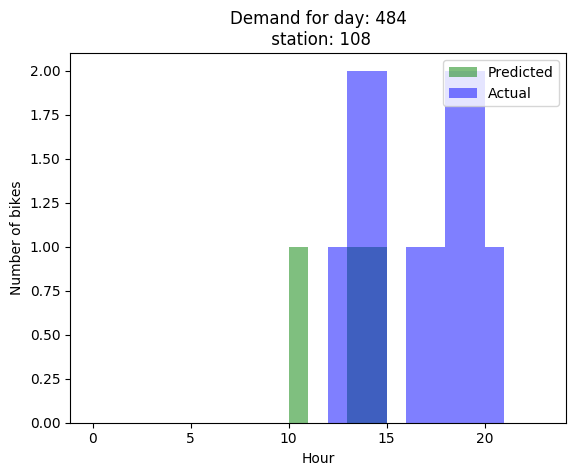 Demand for day: 484
station: 108
Predicted
Actual
Number of bikes
2.00
1.75
1.50
1.25
1.00
0.75
0.50
0.25
0.00
0 5 10 15 20
Hour